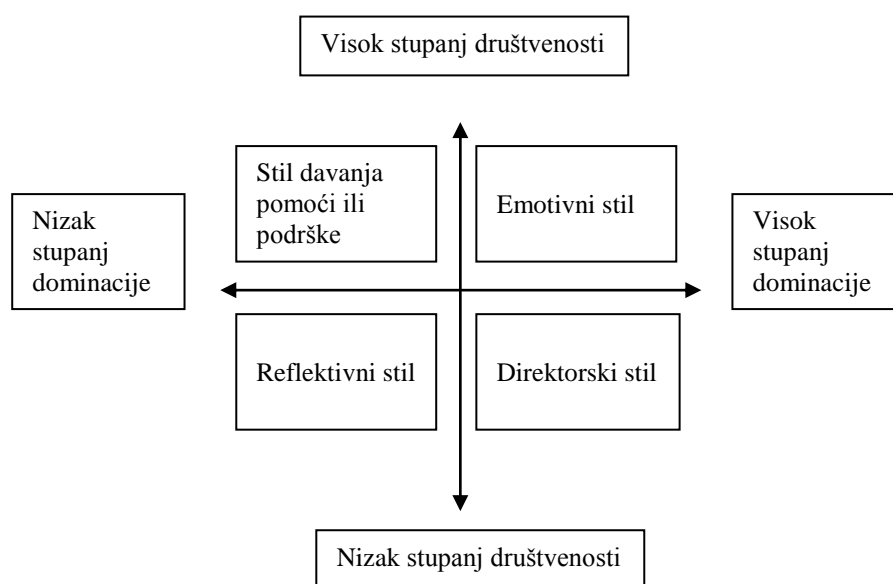 Visok stupanj društvenosti
Stil davanja
pomoći ili
podrške
Emotivni stil
Nizak
stupanj
dominacije
Visok
stupanj
dominacije
Reflektivni stil
Direktorski stil
Nizak stupanj društvenosti